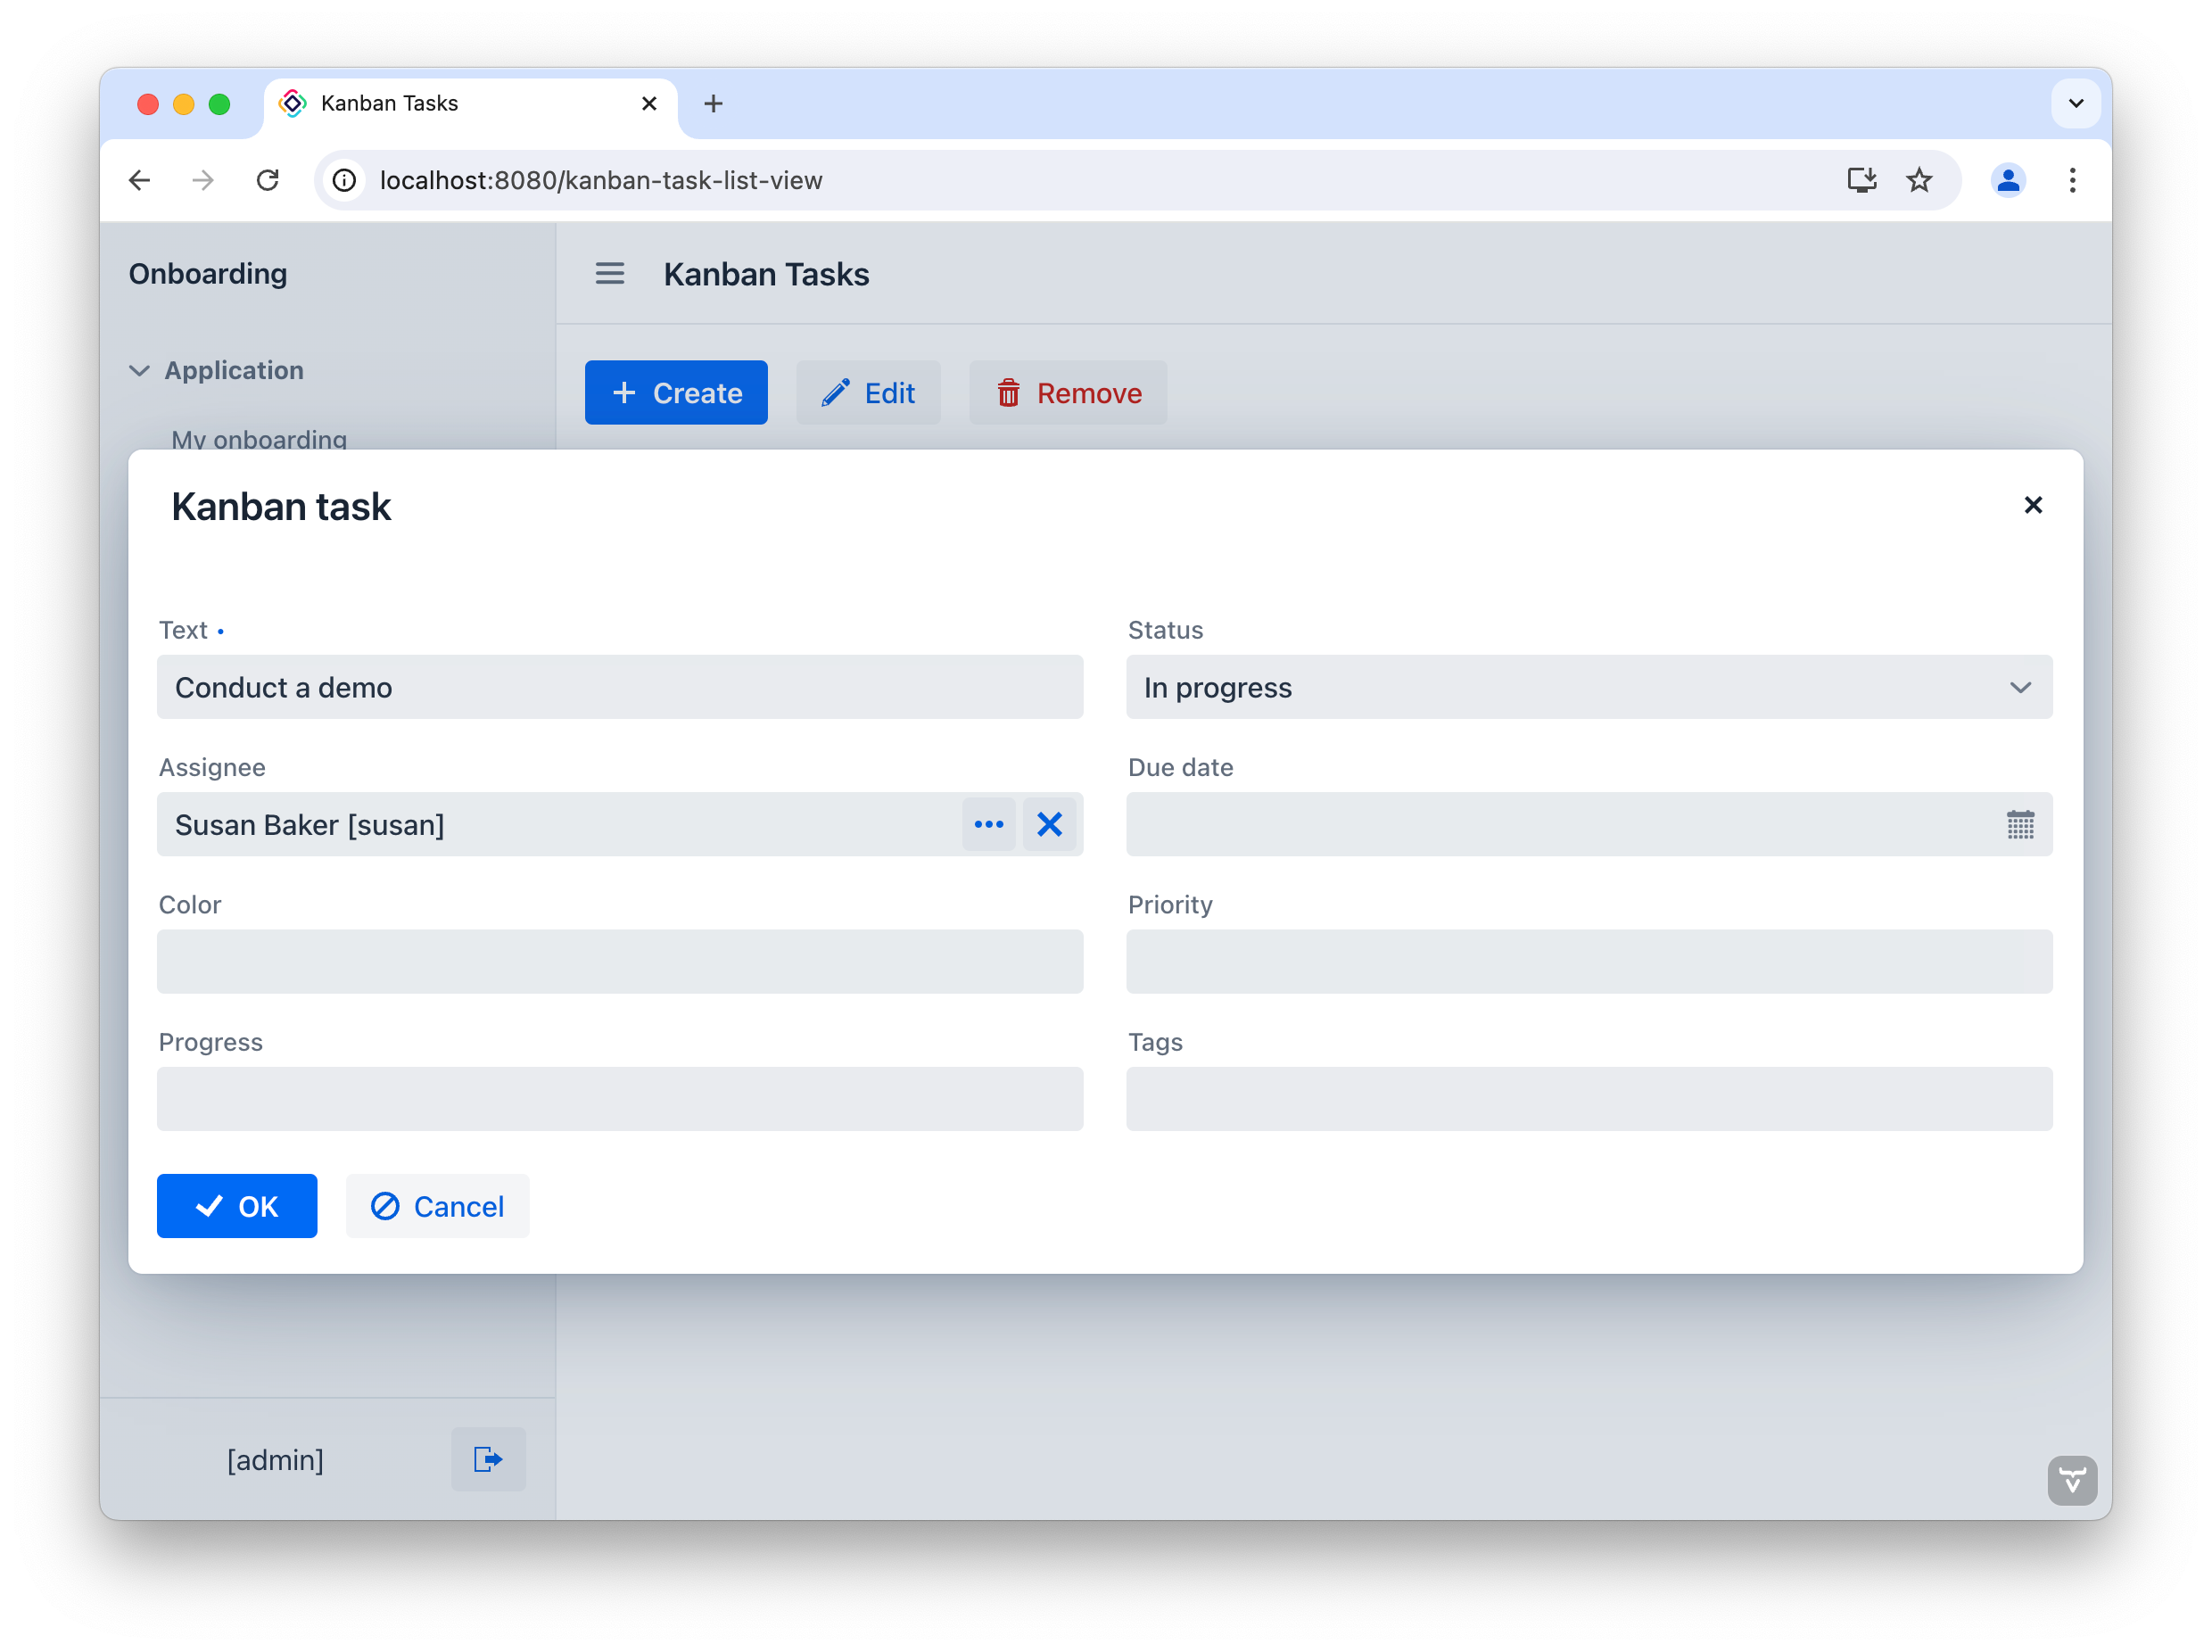 Kanban Tasks
localhost:8080/kanban-task-list-view
Onboarding
Kanban Tasks
Application
Create
Edit
Remove
My onboarding
Kanban task
Text •
Status
Conduct a demo
In progress
Assignee
Due date
Susan Baker [susan]
Color
Priority
Progress
Tags
OK
Cancel
[admin]